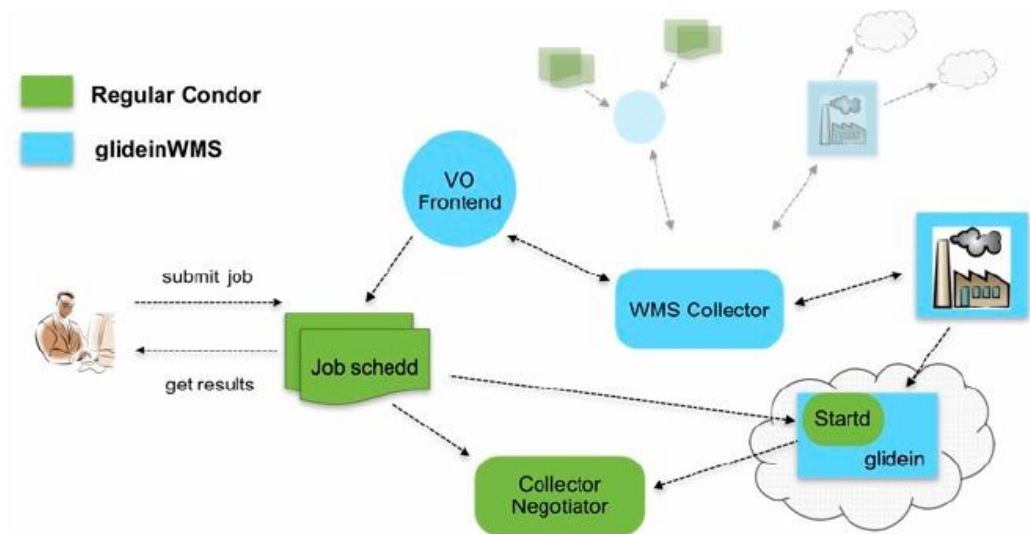 Regular Condor
glideinWMS
VO
Frontend
submit job
WMS Collector
Job schedd
get results
Startd
glidein
Collector
Negotiator